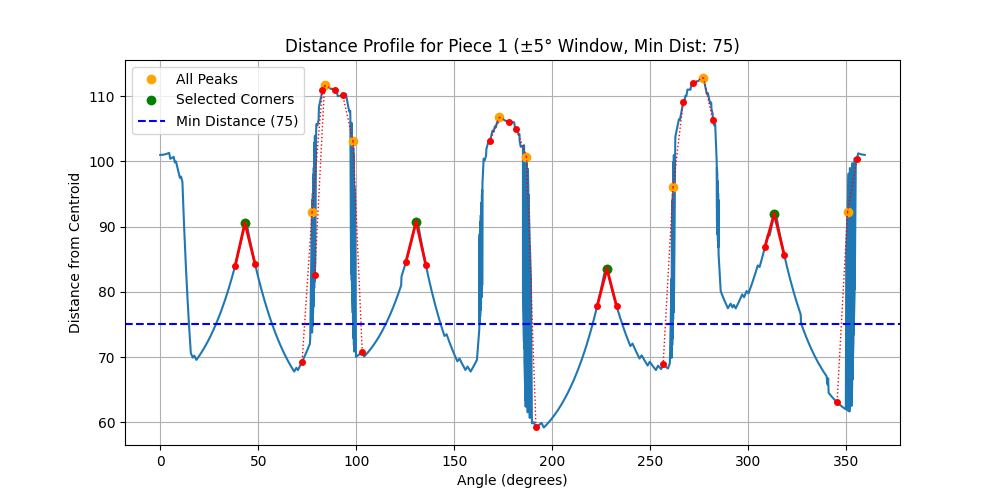 Distance Profile for Piece 1 (±5° Window, Min Dist: 75)
All Peaks
Selected Corners
Min Distance (75)
Distance from Centroid
110
100
90
80
70
60
0 50 100 150 200 250 300 350
Angle (degrees)